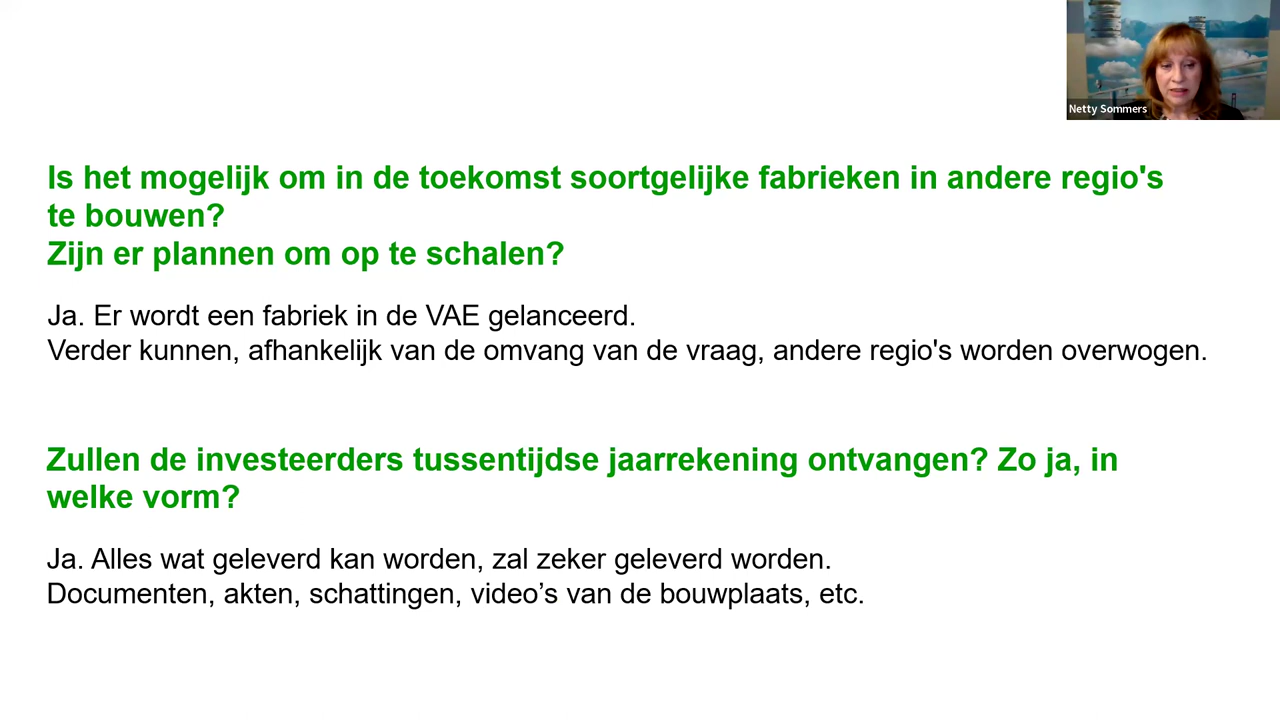 Netty Sommers
Is het mogelijk om in de toekomst soortgelijke fabrieken in andere regio's
te bouwen?
Zijn er plannen om op te schalen?
Ja. Er wordt een fabriek in de VAE gelanceerd.
Verder kunnen, afhankelijk van de omvang van de vraag, andere regio's worden overwogen.
Zullen de investeerders tussentijdse jaarrekening ontvangen? Zo ja, in
welke vorm?
Ja. Alles wat geleverd kan worden, zal zeker geleverd worden.
Documenten, akten, schattingen, video’s van de bouwplaats, etc.